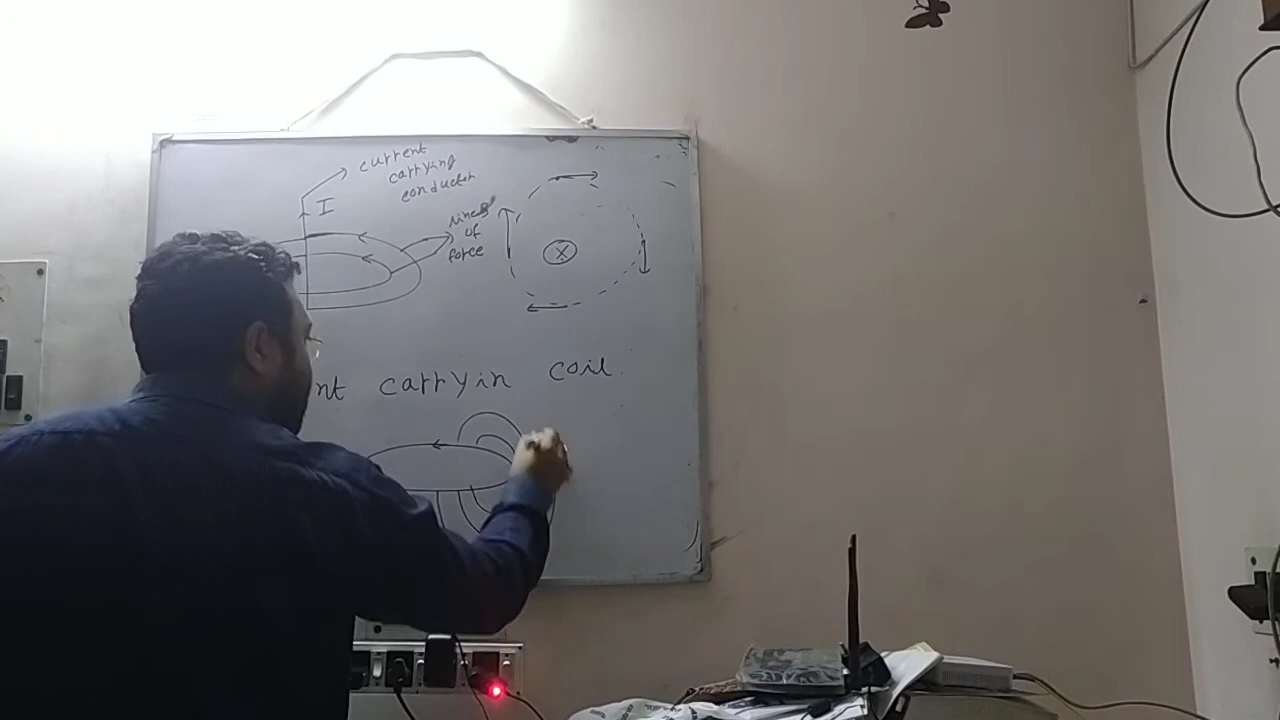 current
carrying
conductor
I
lines
of
force
X
nt carryin coil